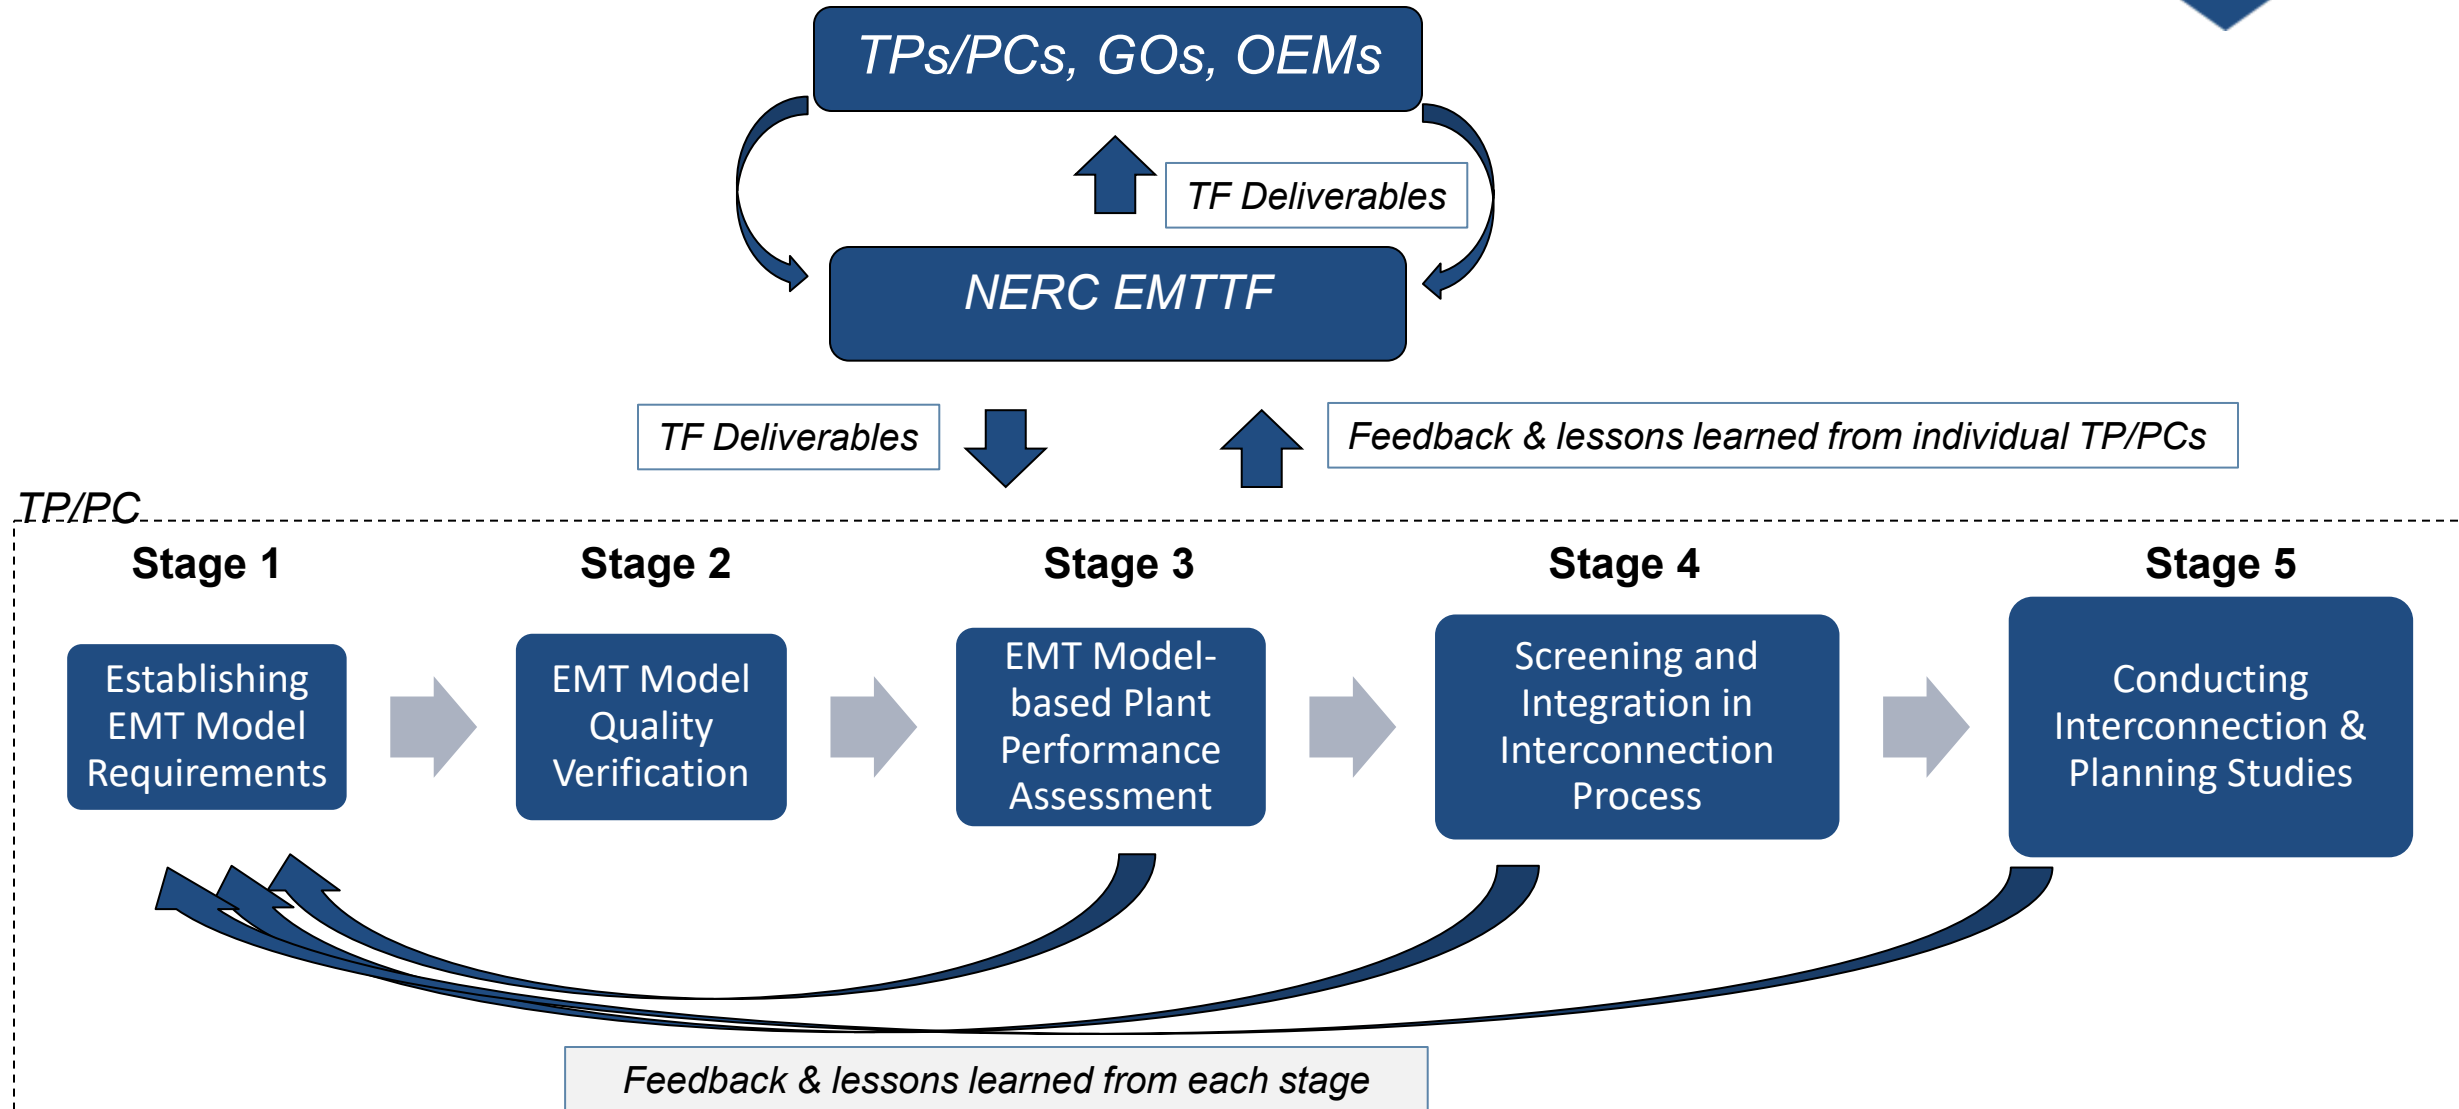 TPs/PCs, GOs, OEMs
TF Deliverables
NERC EMTTF
TF Deliverables
Feedback & lessons learned from individual TP/PCs
TP/PC
Stage 1
Stage 2
Stage 3
Stage 4
Stage 5
Establishing
EMT Model
Requirements
EMT Model
Quality
Verification
EMT Model-
based Plant
Performance
Assessment
Screening and
Integration in
Interconnection
Process
Conducting
Interconnection &
Planning Studies
Feedback & lessons learned from each stage